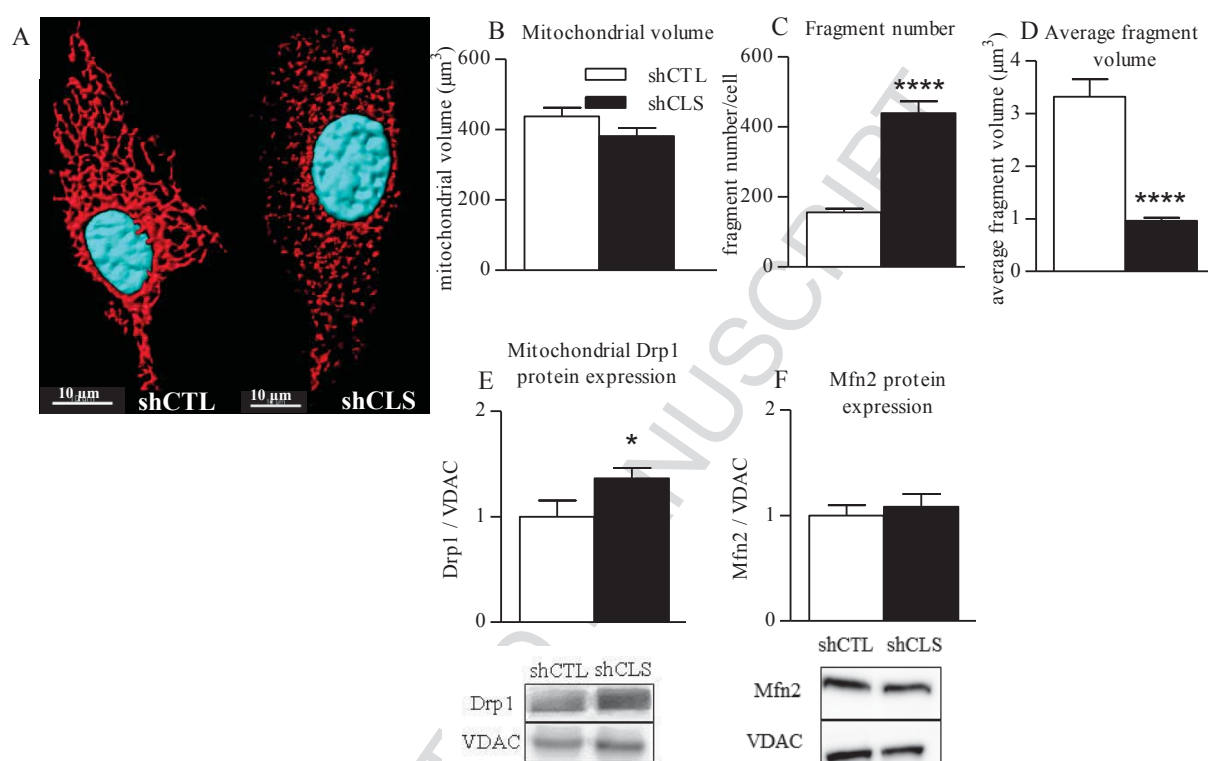 A
10 µm
shCTL
10 µm
shCLS
B Mitochondrial volume
mitochondrial volume (µm³)
600
400
200
0
shCTL
shCLS
C Fragment number
fragment number/cell
600
400
200
0
****
D Average fragment
volume
average fragment volume (µm³)
4
3
2
1
0
****
E
Mitochondrial Drp1
protein expression
Drp1 / VDAC
2
1
0
*
shCTL shCLS
Drp1
VDAC
F
Mfn2 protein
expression
Mfn2 / VDAC
2
1
0
shCTL shCLS
Mfn2
VDAC
NUSCRIPT